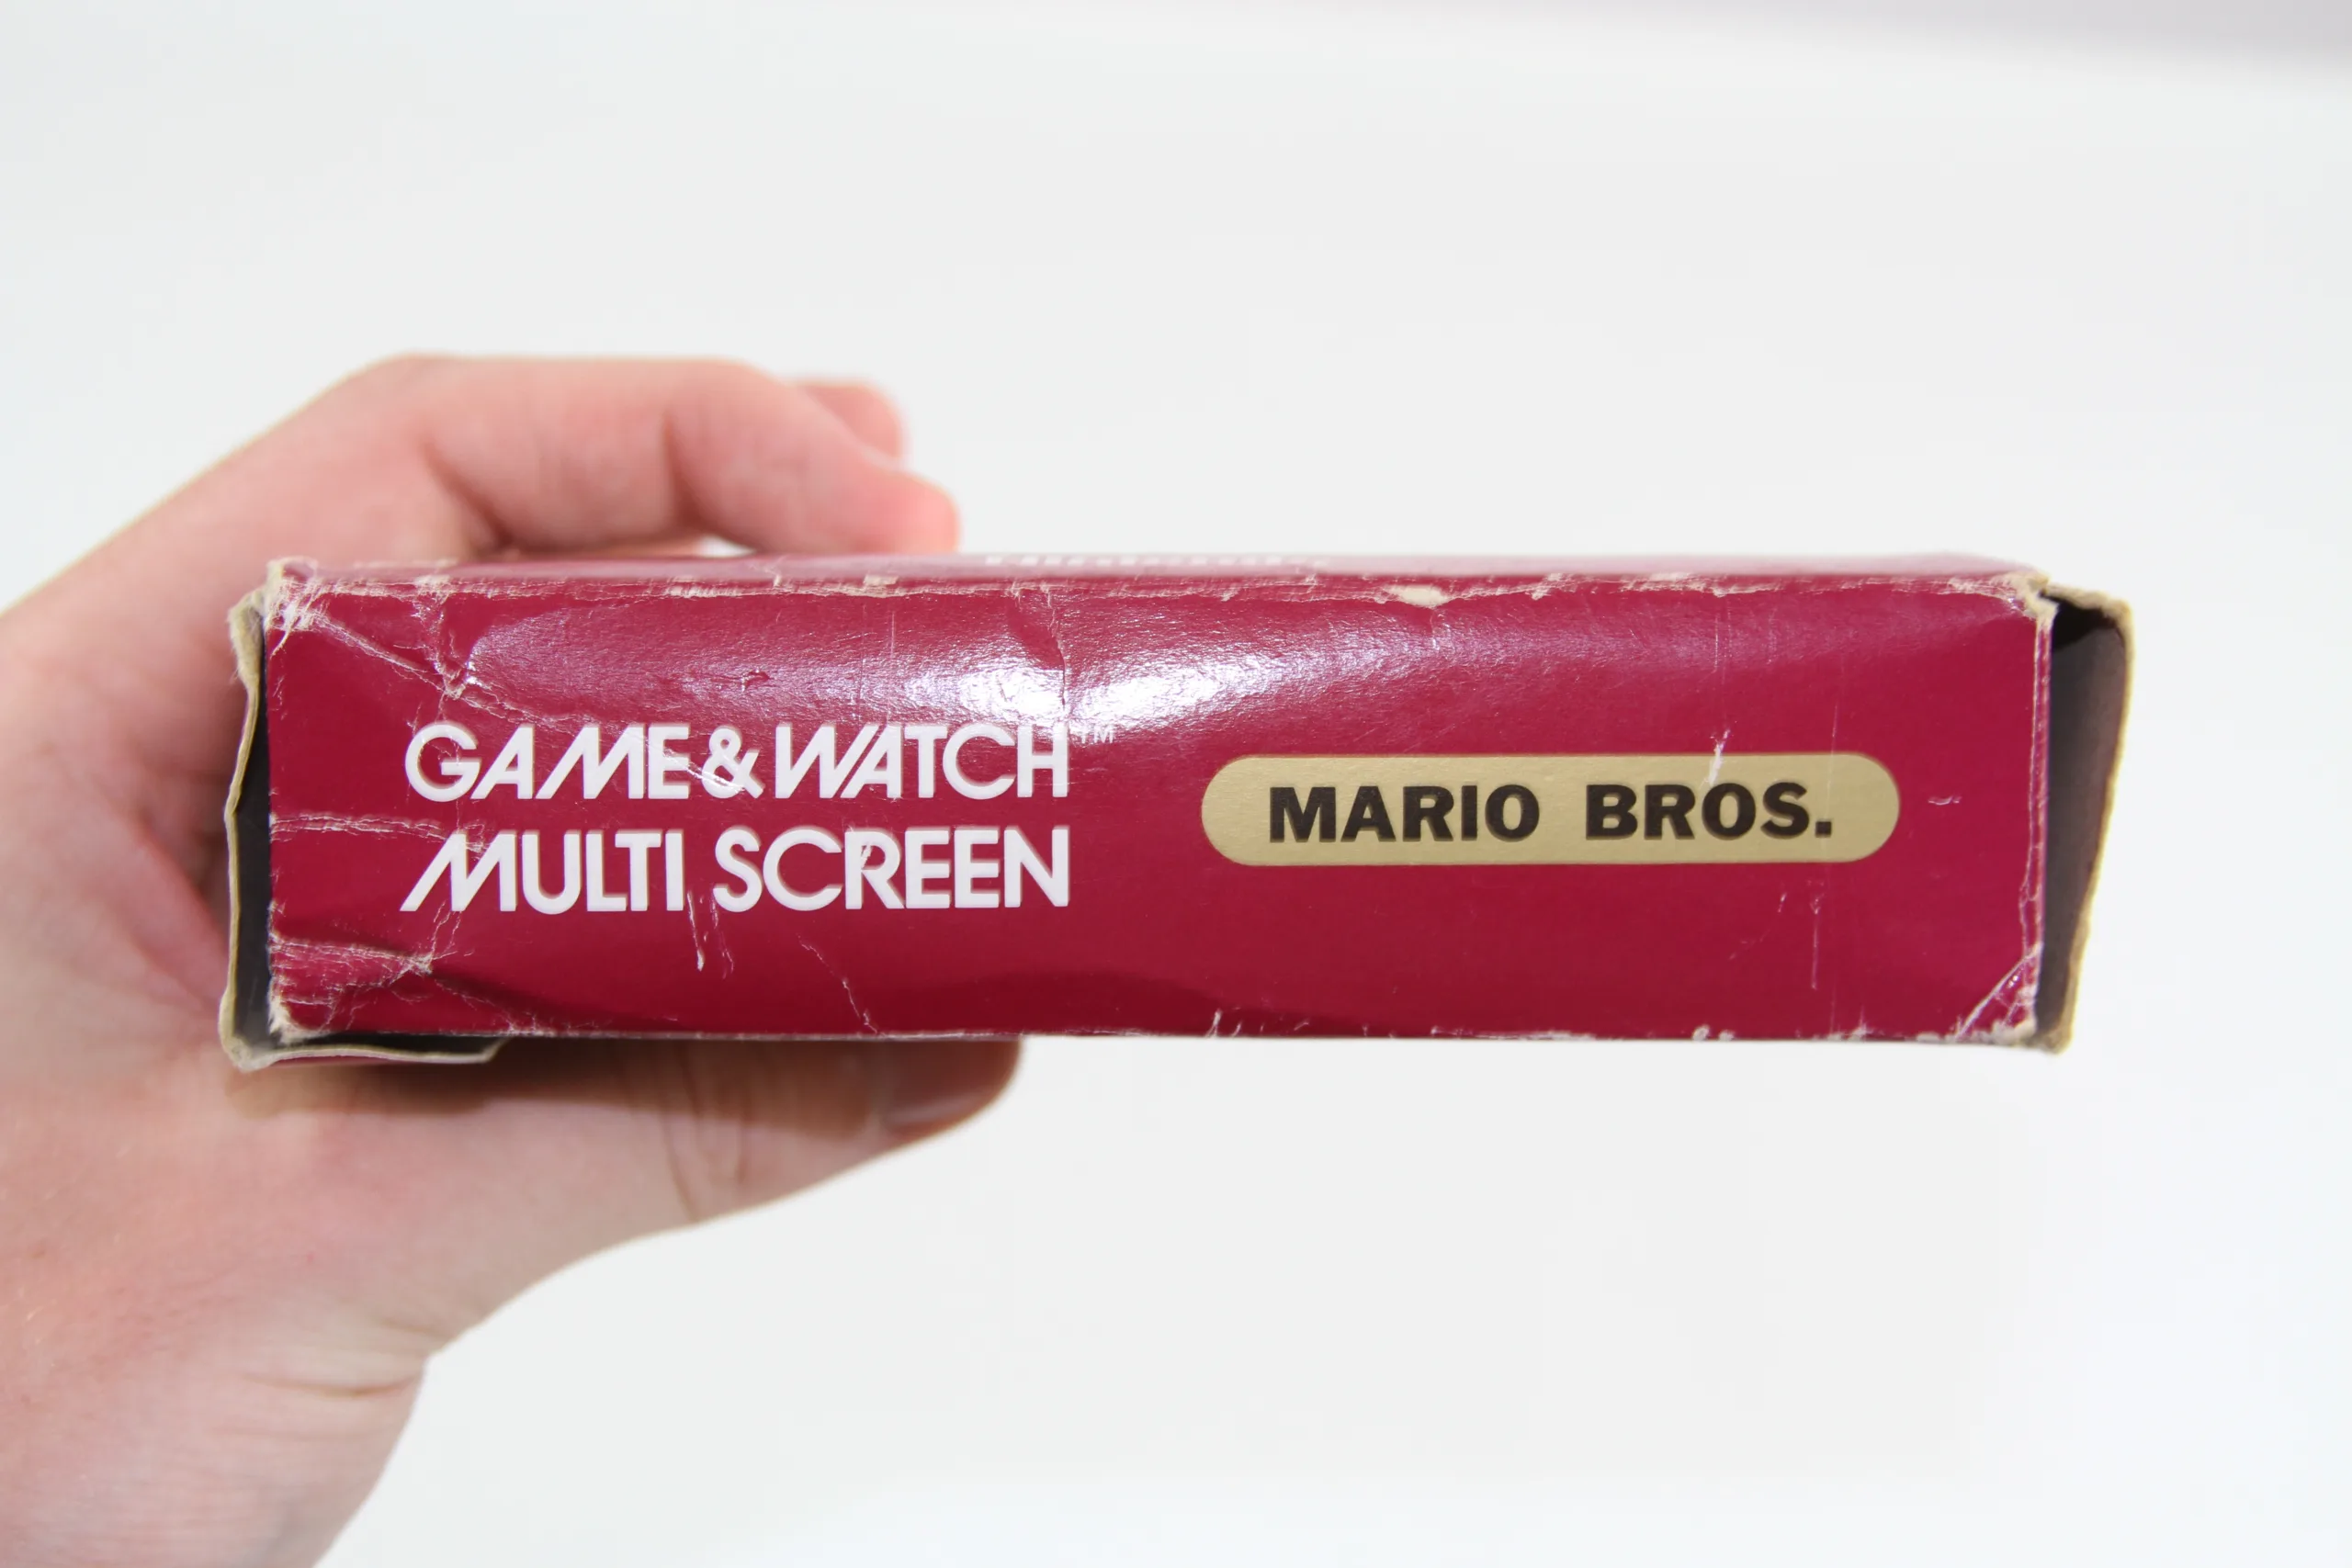 GAME & WATCH™
MULTI SCREEN
MARIO BROS.